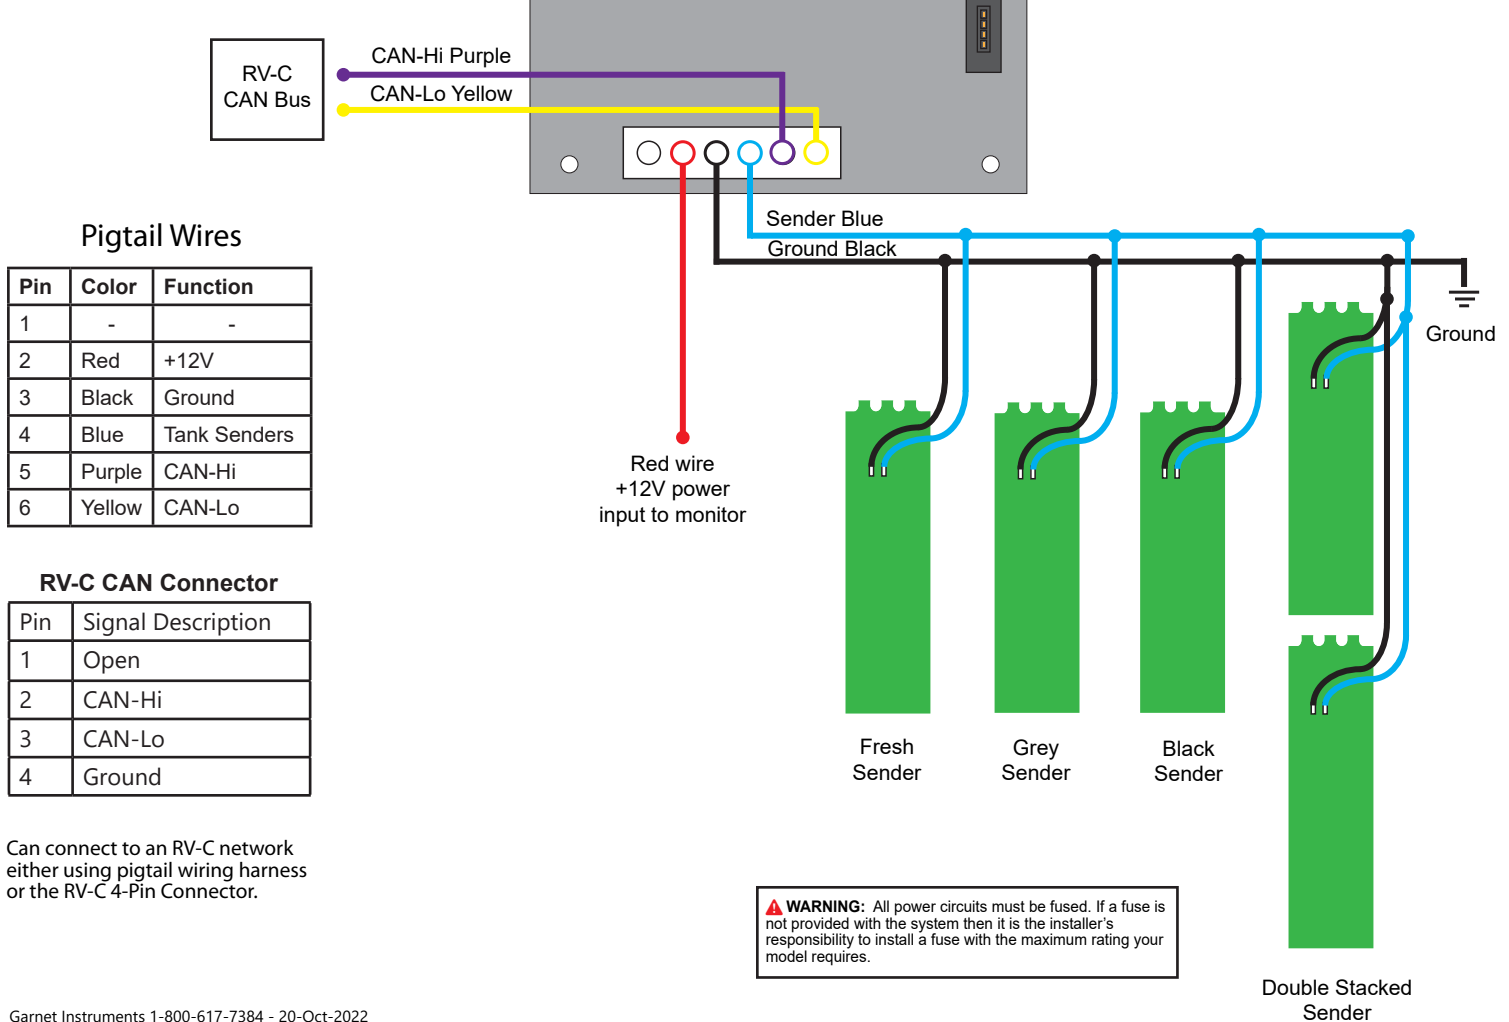 CAN-Hi Purple
RV-C
CAN Bus
CAN-Lo Yellow
Sender Blue
Ground Black
Ground
Pigtail Wires
Pin Color Function
1 - -
2 Red +12V
3 Black Ground
4 Blue Tank Senders
5 Purple CAN-Hi
6 Yellow CAN-Lo
Red wire
+12V power
input to monitor
RV-C CAN Connector
Pin Signal Description
1 Open
2 CAN-Hi
3 CAN-Lo
4 Ground
Fresh
Sender
Grey
Sender
Black
Sender
Double Stacked
Sender
Can connect to an RV-C network
either using pigtail wiring harness
or the RV-C 4-Pin Connector.
WARNING: All power circuits must be fused. If a fuse is
not provided with the system then it is the installer's
responsibility to install a fuse with the maximum rating your
model requires.
Garnet Instruments 1-800-617-7384 - 20-Oct-2022